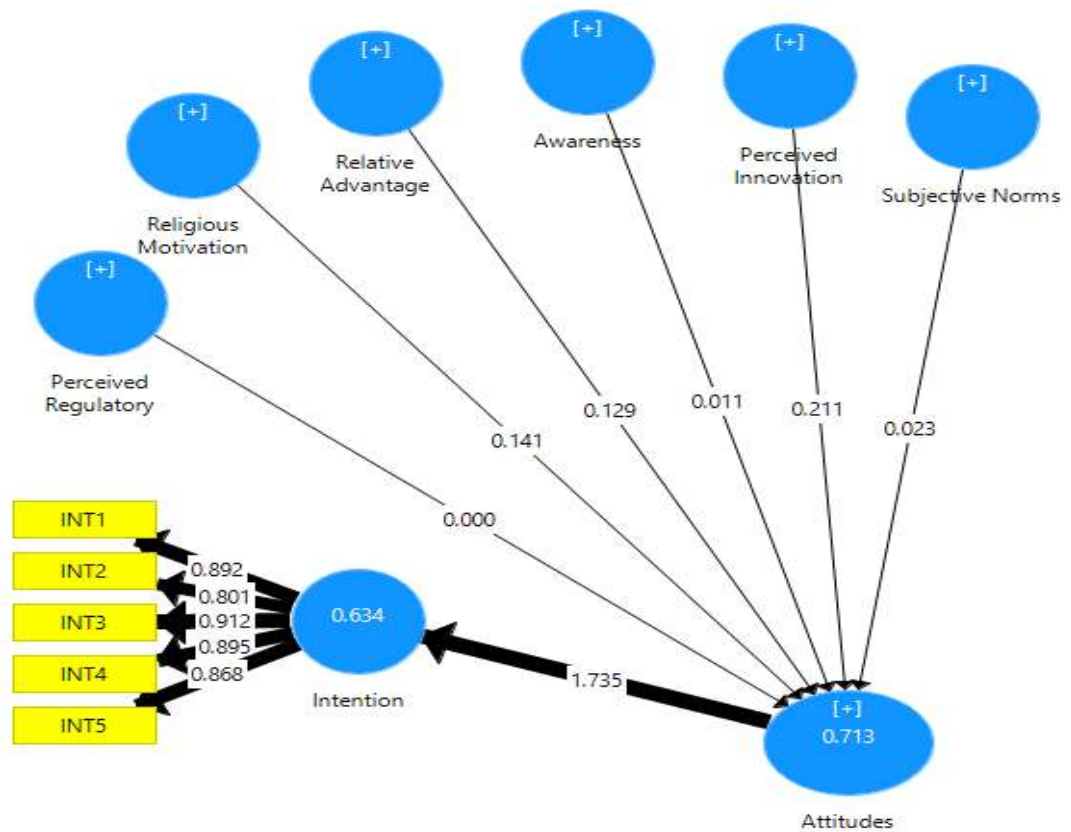 [+]
Awareness
[+]
Perceived
Innovation
[+]
Relative
Advantage
[+]
Subjective Norms
[+]
Religious
Motivation
[+]
Perceived
Regulatory
0.129
0.011
0.211
0.023
0.141
0.000
INT1
INT2
INT3
INT4
INT5
0.892
0.801
0.912
0.895
0.868
0.634
Intention
1.735
[+]
0.713
Attitudes